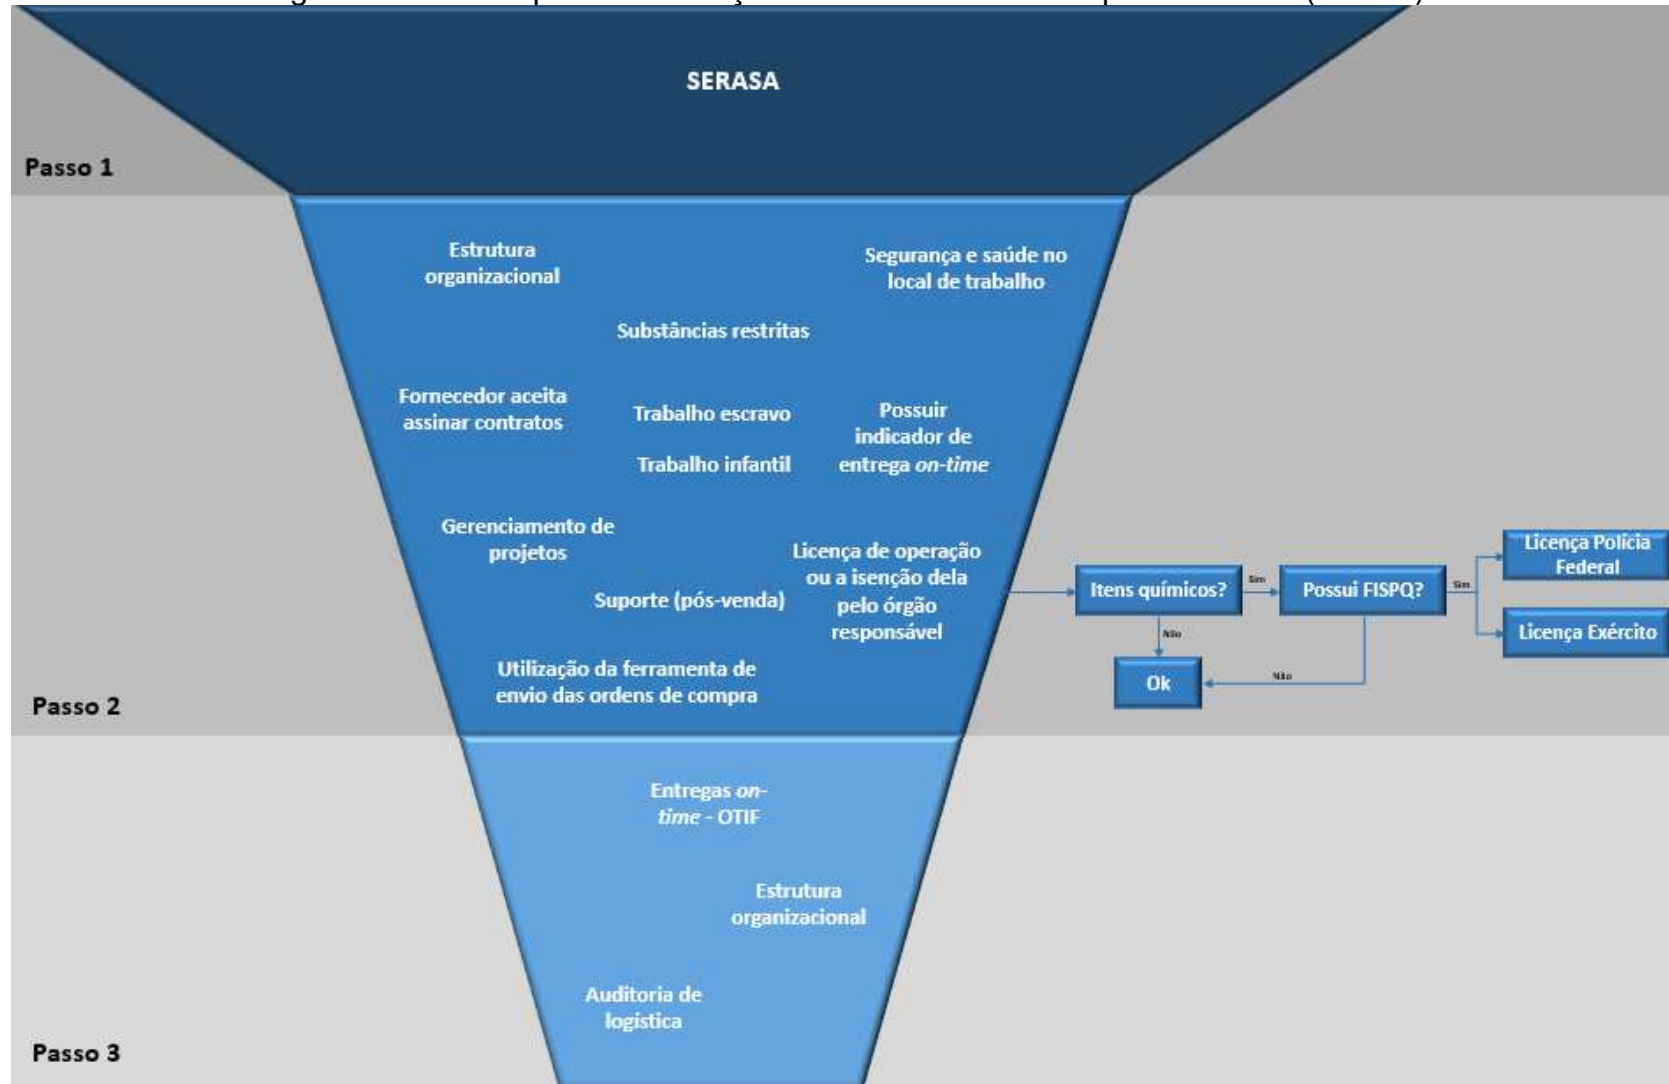 SERASA
Passo 1
Estrutura
organizacional
Segurança e saúde no
local de trabalho
Substâncias restritas
Fornecedor aceita
assinar contratos
Trabalho escravo
Trabalho infantil
Possuir
indicador de
entrega on-time
Gerenciamento de
projetos
Licença de operação
ou a isenção dela
pelo órgão
responsável
Suporte (pós-venda)
Utilização da ferramenta de
envio das ordens de compra
Itens químicos?
Sim
Possui FISPQ?
Sim
Licença Polícia
Federal
Licença Exército
Não
Ok
Não
Passo 2
Entregas on-
time - OTIF
Estrutura
organizacional
Auditoria de
logística
Passo 3